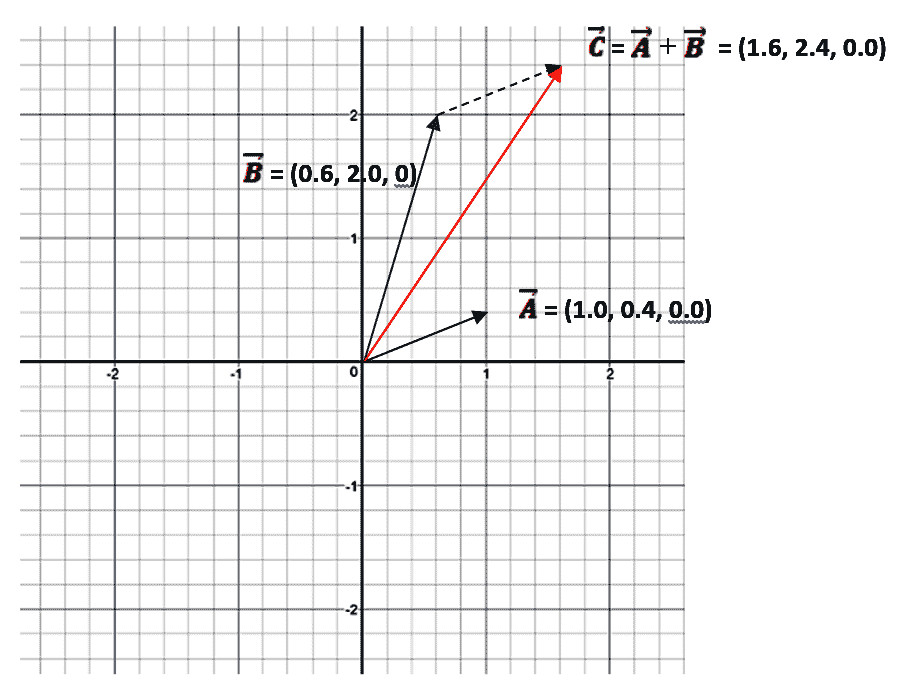 C⃗ = A⃗ + B⃗ = (1.6, 2.4, 0.0)
2
B⃗ = (0.6, 2.0, 0)
1
A⃗ = (1.0, 0.4, 0.0)
-2 -1 0 1 2
-1
-2